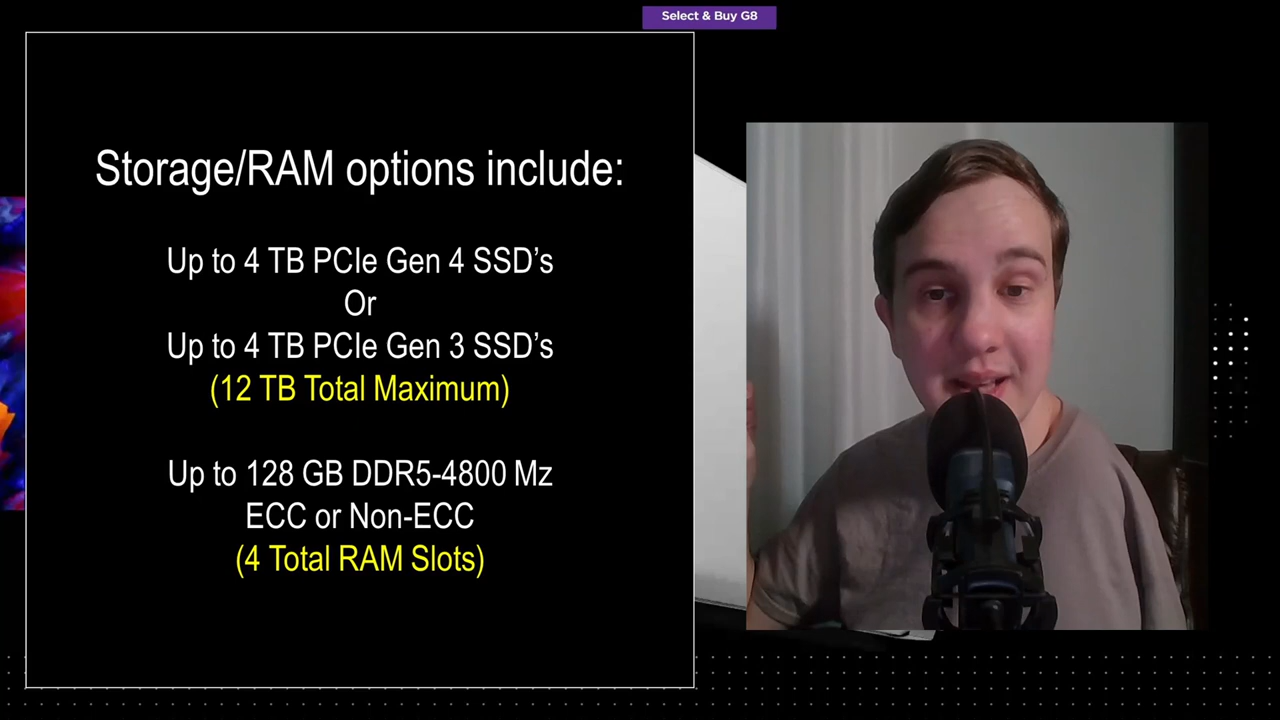 Select & Buy G8
Storage/RAM options include:
Up to 4 TB PCIe Gen 4 SSD’s
Or
Up to 4 TB PCIe Gen 3 SSD’s
(12 TB Total Maximum)
Up to 128 GB DDR5-4800 Mz
ECC or Non-ECC
(4 Total RAM Slots)